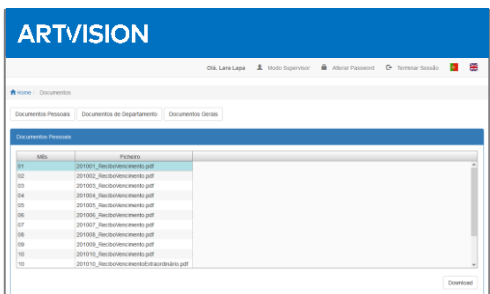 ARTVISION
Olá, Lara Lapa Modo Supervisor Alterar Password Terminar Sessão
Home / Documentos
Documentos Pessoais Documentos de Departamento Documentos Gerais
Documentos Pessoais
Mês Ficheiro
01 201001_ReciboVencimento.pdf
02 201002_ReciboVencimento.pdf
03 201003_ReciboVencimento.pdf
04 201004_ReciboVencimento.pdf
05 201005_ReciboVencimento.pdf
06 201006_ReciboVencimento.pdf
07 201007_ReciboVencimento.pdf
08 201008_ReciboVencimento.pdf
09 201009_ReciboVencimento.pdf
10 201010_ReciboVencimento.pdf
10 201010_ReciboVencimentoExtraordinário.pdf
Download